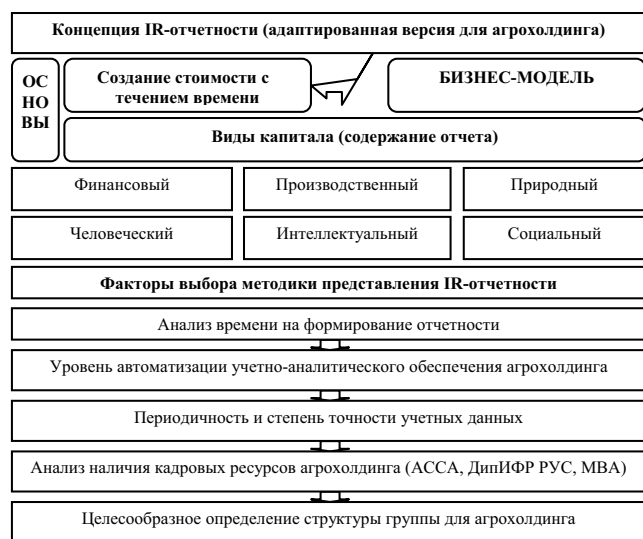 Концепция IR-отчетности (адаптированная версия для агрохолдинга)
ОС
НО
ВЫ
Создание стоимости с
течением времени
БИЗНЕС-МОДЕЛЬ
Виды капитала (содержание отчета)
Финансовый
Производственный
Природный
Человеческий
Интеллектуальный
Социальный
Факторы выбора методики представления IR-отчетности
Анализ времени на формирование отчетности
Уровень автоматизации учетно-аналитического обеспечения агрохолдинга
Периодичность и степень точности учетных данных
Анализ наличия кадровых ресурсов агрохолдинга (АССА, ДипИФР РУС, МВА)
Целесообразное определение структуры группы для агрохолдинга